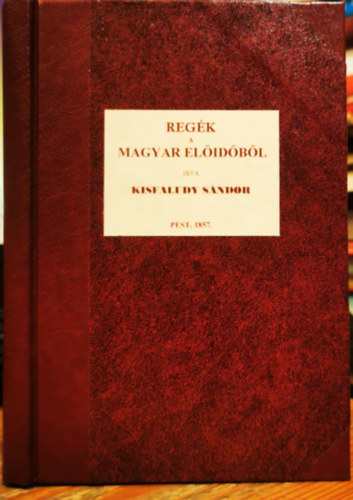 REGÉK
A
MAGYAR ELŐIDŐBŐL
IRTA
KISFALUDY SÁNDOR
PEST, 1857.